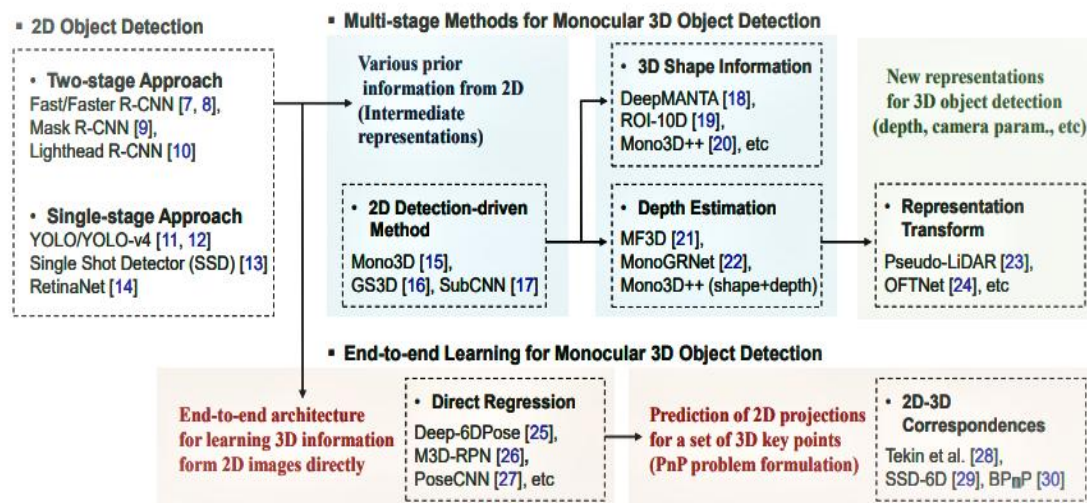 ▪ 2D Object Detection
• Two-stage Approach
Fast/Faster R-CNN [7, 8],
Mask R-CNN [9],
Lighthead R-CNN [10]
• Single-stage Approach
YOLO/YOLO-v4 [11, 12]
Single Shot Detector (SSD) [13]
RetinaNet [14]
▪ Multi-stage Methods for Monocular 3D Object Detection
Various prior
information from 2D
(Intermediate
representations)
• 2D Detection-driven
Method
Mono3D [15],
GS3D [16], SubCNN [17]
• 3D Shape Information
DeepMANTA [18],
ROI-10D [19],
Mono3D++ [20], etc
• Depth Estimation
MF3D [21],
MonoGRNet [22],
Mono3D++ (shape+depth)
New representations
for 3D object detection
(depth, camera param., etc)
• Representation
Transform
Pseudo-LiDAR [23],
OFTNet [24], etc
▪ End-to-end Learning for Monocular 3D Object Detection
End-to-end architecture
for learning 3D information
form 2D images directly
• Direct Regression
Deep-6DPose [25],
M3D-RPN [26],
PoseCNN [27], etc
Prediction of 2D projections
for a set of 3D key points
(PnP problem formulation)
• 2D-3D
Correspondences
Tekin et al. [28],
SSD-6D [29], BPnP [30]